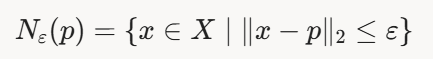 N_ε(p) = {x ∈ X | ‖x − p‖₂ ≤ ε}